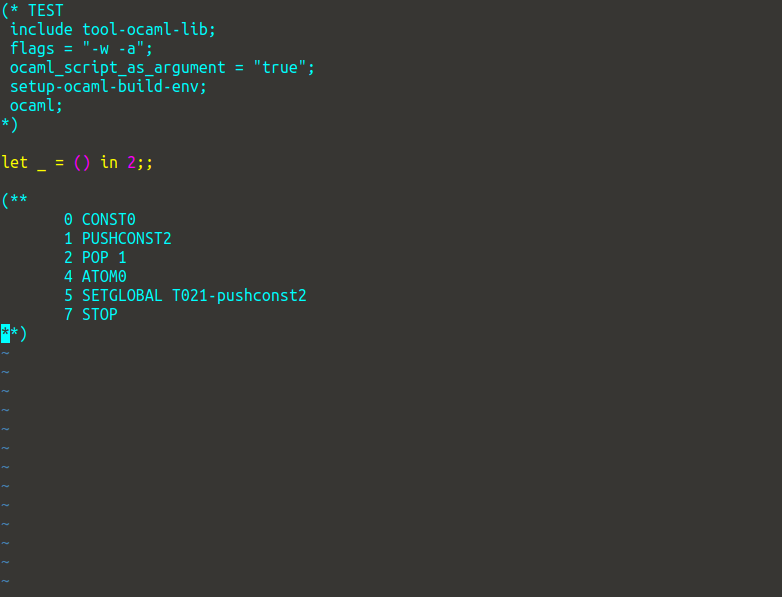 (* TEST
 include tool-ocaml-lib;
 flags = "-w -a";
 ocaml_script_as_argument = "true";
 setup-ocaml-build-env;
 ocaml;
*)

let _ = () in 2;;

(**
       0 CONST0
       1 PUSHCONST2
       2 POP 1
       4 ATOM0
       5 SETGLOBAL T021-pushconst2
       7 STOP
**)
~
~
~
~
~
~
~
~
~
~
~
~
~